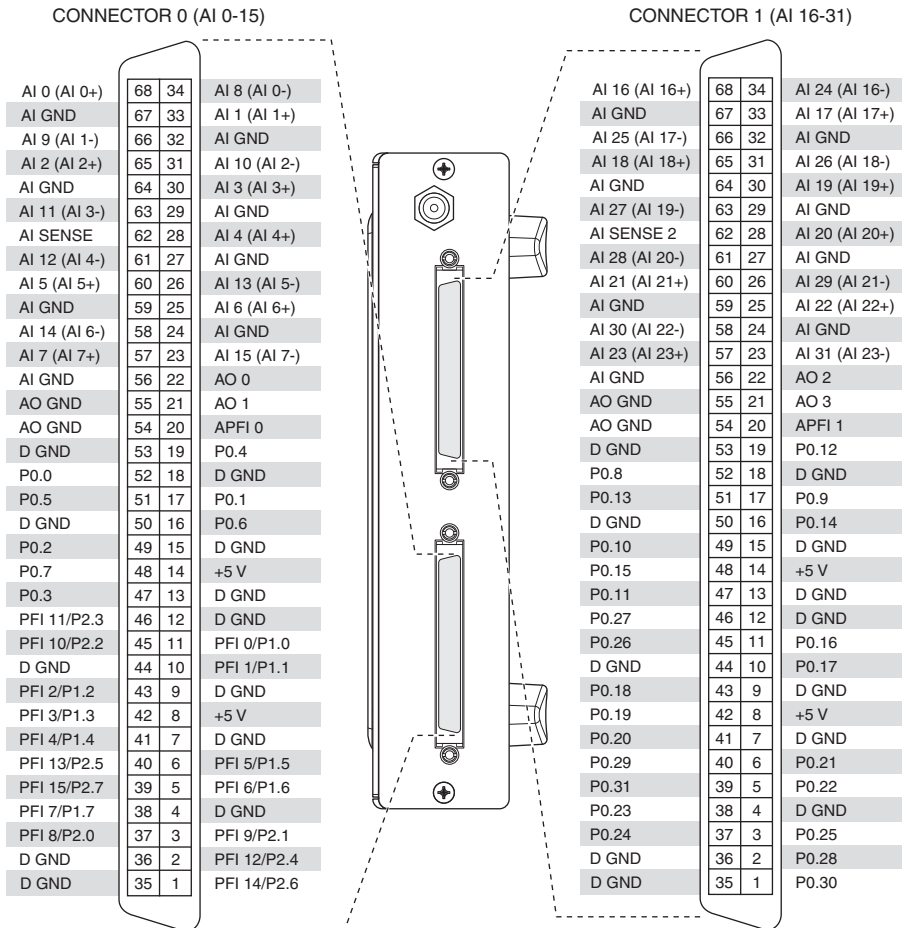 CONNECTOR 0 (AI 0-15)
AI 0 (AI 0+) 68 34 AI 8 (AI 0-)
AI GND 67 33 AI 1 (AI 1+)
AI 9 (AI 1-) 66 32 AI GND
AI 2 (AI 2+) 65 31 AI 10 (AI 2-)
AI GND 64 30 AI 3 (AI 3+)
AI 11 (AI 3-) 63 29 AI GND
AI SENSE 62 28 AI 4 (AI 4+)
AI 12 (AI 4-) 61 27 AI GND
AI 5 (AI 5+) 60 26 AI 13 (AI 5-)
AI GND 59 25 AI 6 (AI 6+)
AI 14 (AI 6-) 58 24 AI GND
AI 7 (AI 7+) 57 23 AI 15 (AI 7-)
AI GND 56 22 AO 0
AO GND 55 21 AO 1
AO GND 54 20 APFI 0
D GND 53 19 P0.4
P0.0 52 18 D GND
P0.5 51 17 P0.1
D GND 50 16 P0.6
P0.2 49 15 D GND
P0.7 48 14 +5 V
P0.3 47 13 D GND
PFI 11/P2.3 46 12 D GND
PFI 10/P2.2 45 11 PFI 0/P1.0
D GND 44 10 PFI 1/P1.1
PFI 2/P1.2 43 9 D GND
PFI 3/P1.3 42 8 +5 V
PFI 4/P1.4 41 7 D GND
PFI 13/P2.5 40 6 PFI 5/P1.5
PFI 15/P2.7 39 5 PFI 6/P1.6
PFI 7/P1.7 38 4 D GND
PFI 8/P2.0 37 3 PFI 9/P2.1
D GND 36 2 PFI 12/P2.4
D GND 35 1 PFI 14/P2.6
CONNECTOR 1 (AI 16-31)
AI 16 (AI 16+) 68 34 AI 24 (AI 16-)
AI GND 67 33 AI 17 (AI 17+)
AI 25 (AI 17-) 66 32 AI GND
AI 18 (AI 18+) 65 31 AI 26 (AI 18-)
AI GND 64 30 AI 19 (AI 19+)
AI 27 (AI 19-) 63 29 AI GND
AI SENSE 2 62 28 AI 20 (AI 20+)
AI 28 (AI 20-) 61 27 AI GND
AI 21 (AI 21+) 60 26 AI 29 (AI 21-)
AI GND 59 25 AI 22 (AI 22+)
AI 30 (AI 22-) 58 24 AI GND
AI 23 (AI 23+) 57 23 AI 31 (AI 23-)
AI GND 56 22 AO 2
AO GND 55 21 AO 3
AO GND 54 20 APFI 1
D GND 53 19 P0.12
P0.8 52 18 D GND
P0.13 51 17 P0.9
D GND 50 16 P0.14
P0.10 49 15 D GND
P0.15 48 14 +5 V
P0.11 47 13 D GND
P0.27 46 12 D GND
P0.26 45 11 P0.16
D GND 44 10 P0.17
P0.18 43 9 D GND
P0.19 42 8 +5 V
P0.20 41 7 D GND
P0.29 40 6 P0.21
P0.31 39 5 P0.22
P0.23 38 4 D GND
P0.24 37 3 P0.25
D GND 36 2 P0.28
D GND 35 1 P0.30